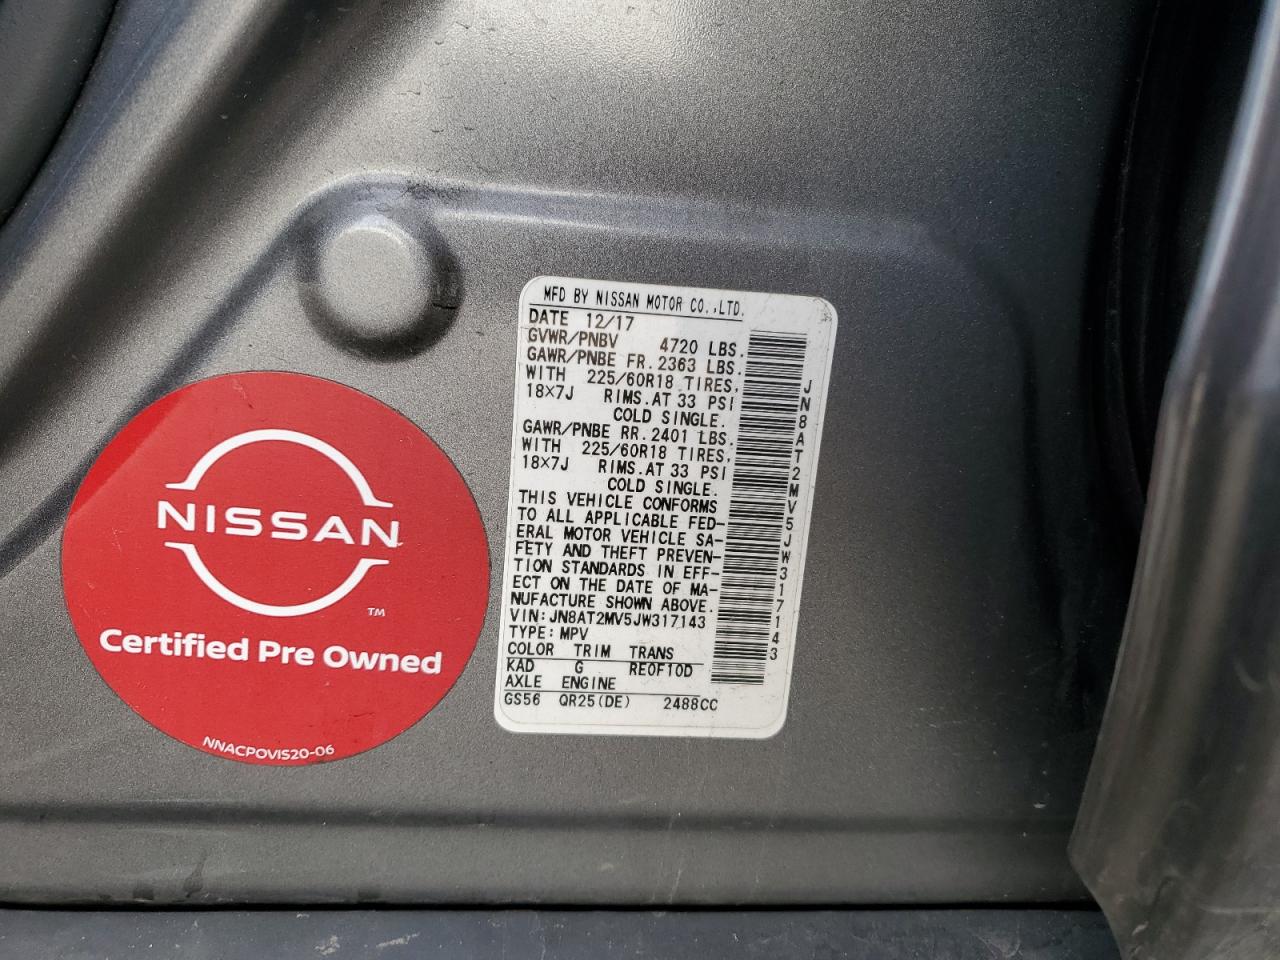 MFD BY NISSAN MOTOR CO.,LTD.
DATE 12/17
GVWR/PNBV 4720 LBS.
GAWR/PNBE FR. 2363 LBS.
WITH 225/60R18 TIRES,
18×7J RIMS.AT 33 PSI
COLD SINGLE.
GAWR/PNBE RR. 2401 LBS.
WITH 225/60R18 TIRES,
18×7J RIMS.AT 33 PSI
COLD SINGLE.
THIS VEHICLE CONFORMS
TO ALL APPLICABLE FED-
ERAL MOTOR VEHICLE SA-
FETY AND THEFT PREVEN-
TION STANDARDS IN EFF-
ECT ON THE DATE OF MA-
NUFACTURE SHOWN ABOVE.
VIN: JN8AT2MV5JW317143
TYPE: MPV
COLOR TRIM TRANS
KAD G RE0F10D
AXLE ENGINE
GS56 QR25(DE) 2488CC
JN8AT2MV5JW317143
NISSAN
TM
Certified Pre Owned
NNACPOVIS20-06